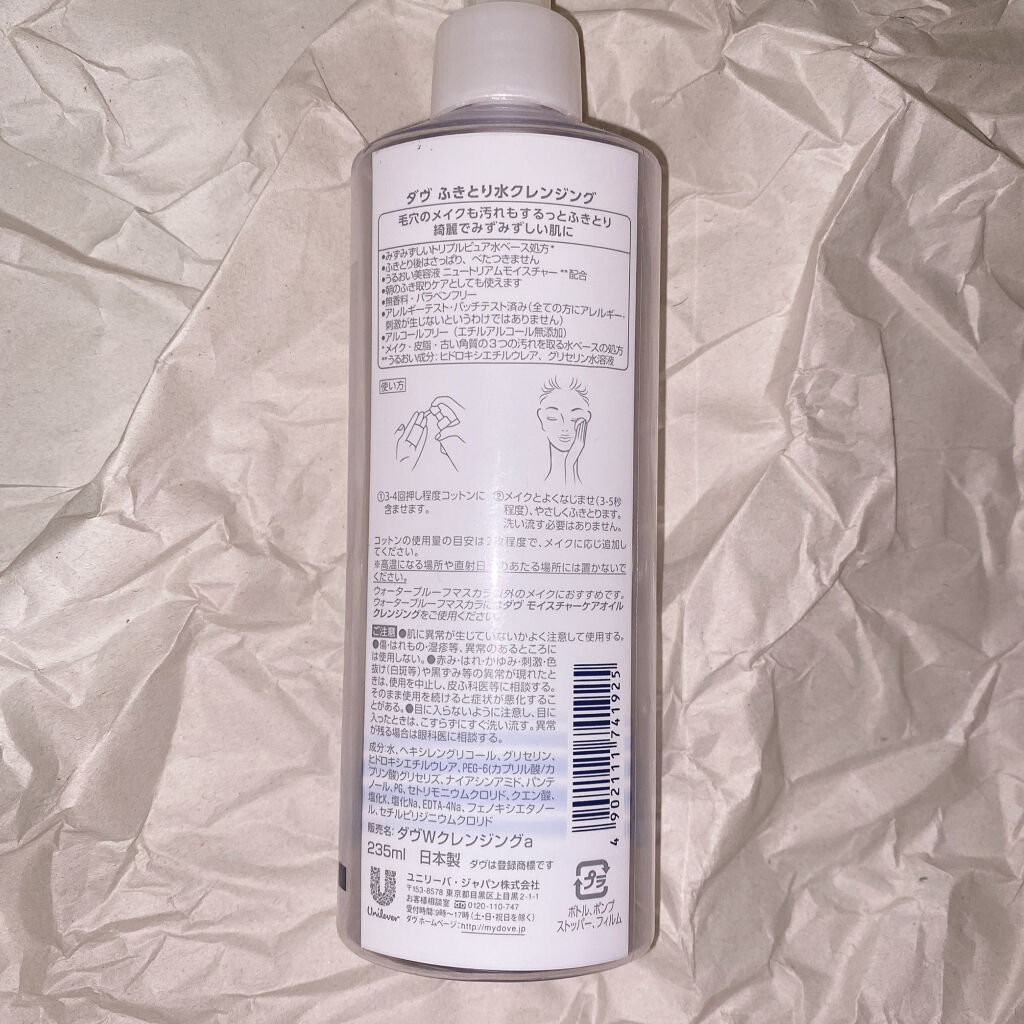 ダヴ ふきとり水クレンジング
毛穴のメイクも汚れもするっとふきとり
綺麗でみずみずしい肌に
●みずみずしいトリプルピュア水ベース処方*
●ふきとり後はさっぱり、べたつきません
●うるおい美容液 ニュートリアムモイスチャー**配合
●朝のふき取りケアとしても使えます
●無香料・パラベンフリー
●アレルギーテスト・パッチテスト済み(全ての方にアレルギー・
刺激が生じないというわけではありません)
●アルコールフリー (エチルアルコール無添加)
*メイク・皮脂・古い角質の3つの汚れを取る水ベースの処方
**うるおい成分:ヒドロキシエチルウレア、グリセリン水溶液
使い方
①3-4回押し程度コットンに
含ませます。
②メイクとよくなじませ(3-5秒
程度)、やさしくふきとります。
洗い流す必要はありません。
コットンの使用量の目安は2枚程度で、メイクに応じ追加し
てください。
※高温になる場所や直射日光のあたる場所には置かないで
ください。
ウォータープルーフマスカラ以外のメイクにおすすめです。
ウォータープルーフマスカラにはダヴ モイスチャーケアオイル
クレンジングをご使用ください。
ご注意 ●肌に異常が生じていないかよく注意して使用する。
●傷・はれもの・湿疹等、異常のあるところに
は使用しない。●赤み・はれ・かゆみ・刺激・色
抜け(白斑等)や黒ずみ等の異常が現れたと
きは、使用を中止し、皮ふ科医等に相談する。
そのまま使用を続けると症状が悪化するこ
とがある。●目に入らないように注意し、目に
入ったときは、こすらずにすぐ洗い流す。異常
が残る場合は眼科医に相談する。
成分:水、ヘキシレングリコール、グリセリン、
ヒドロキシエチルウレア、PEG-6(カプリル酸/カ
プリン酸)グリセリズ、ナイアシンアミド、パンテ
ノール、PG、セトリモニウムクロリド、クエン酸、
塩化K、塩化Na、EDTA-4Na、フェノキシエタノー
ル、セチルピリジニウムクロリド
販売名: ダヴWクレンジングa
235ml 日本製 ダヴは登録商標です
Unilever
ユニリーバ・ジャパン株式会社
〒153-8578 東京都目黒区上目黒2-1-1
お客様相談室 0120-110-747
受付時間:9時〜17時(土・日・祝日を除く)
ダヴ ホームページ:http://mydove.jp
4 902111 741925
プラ
ボトル、ポンプ
ストッパー、フィルム